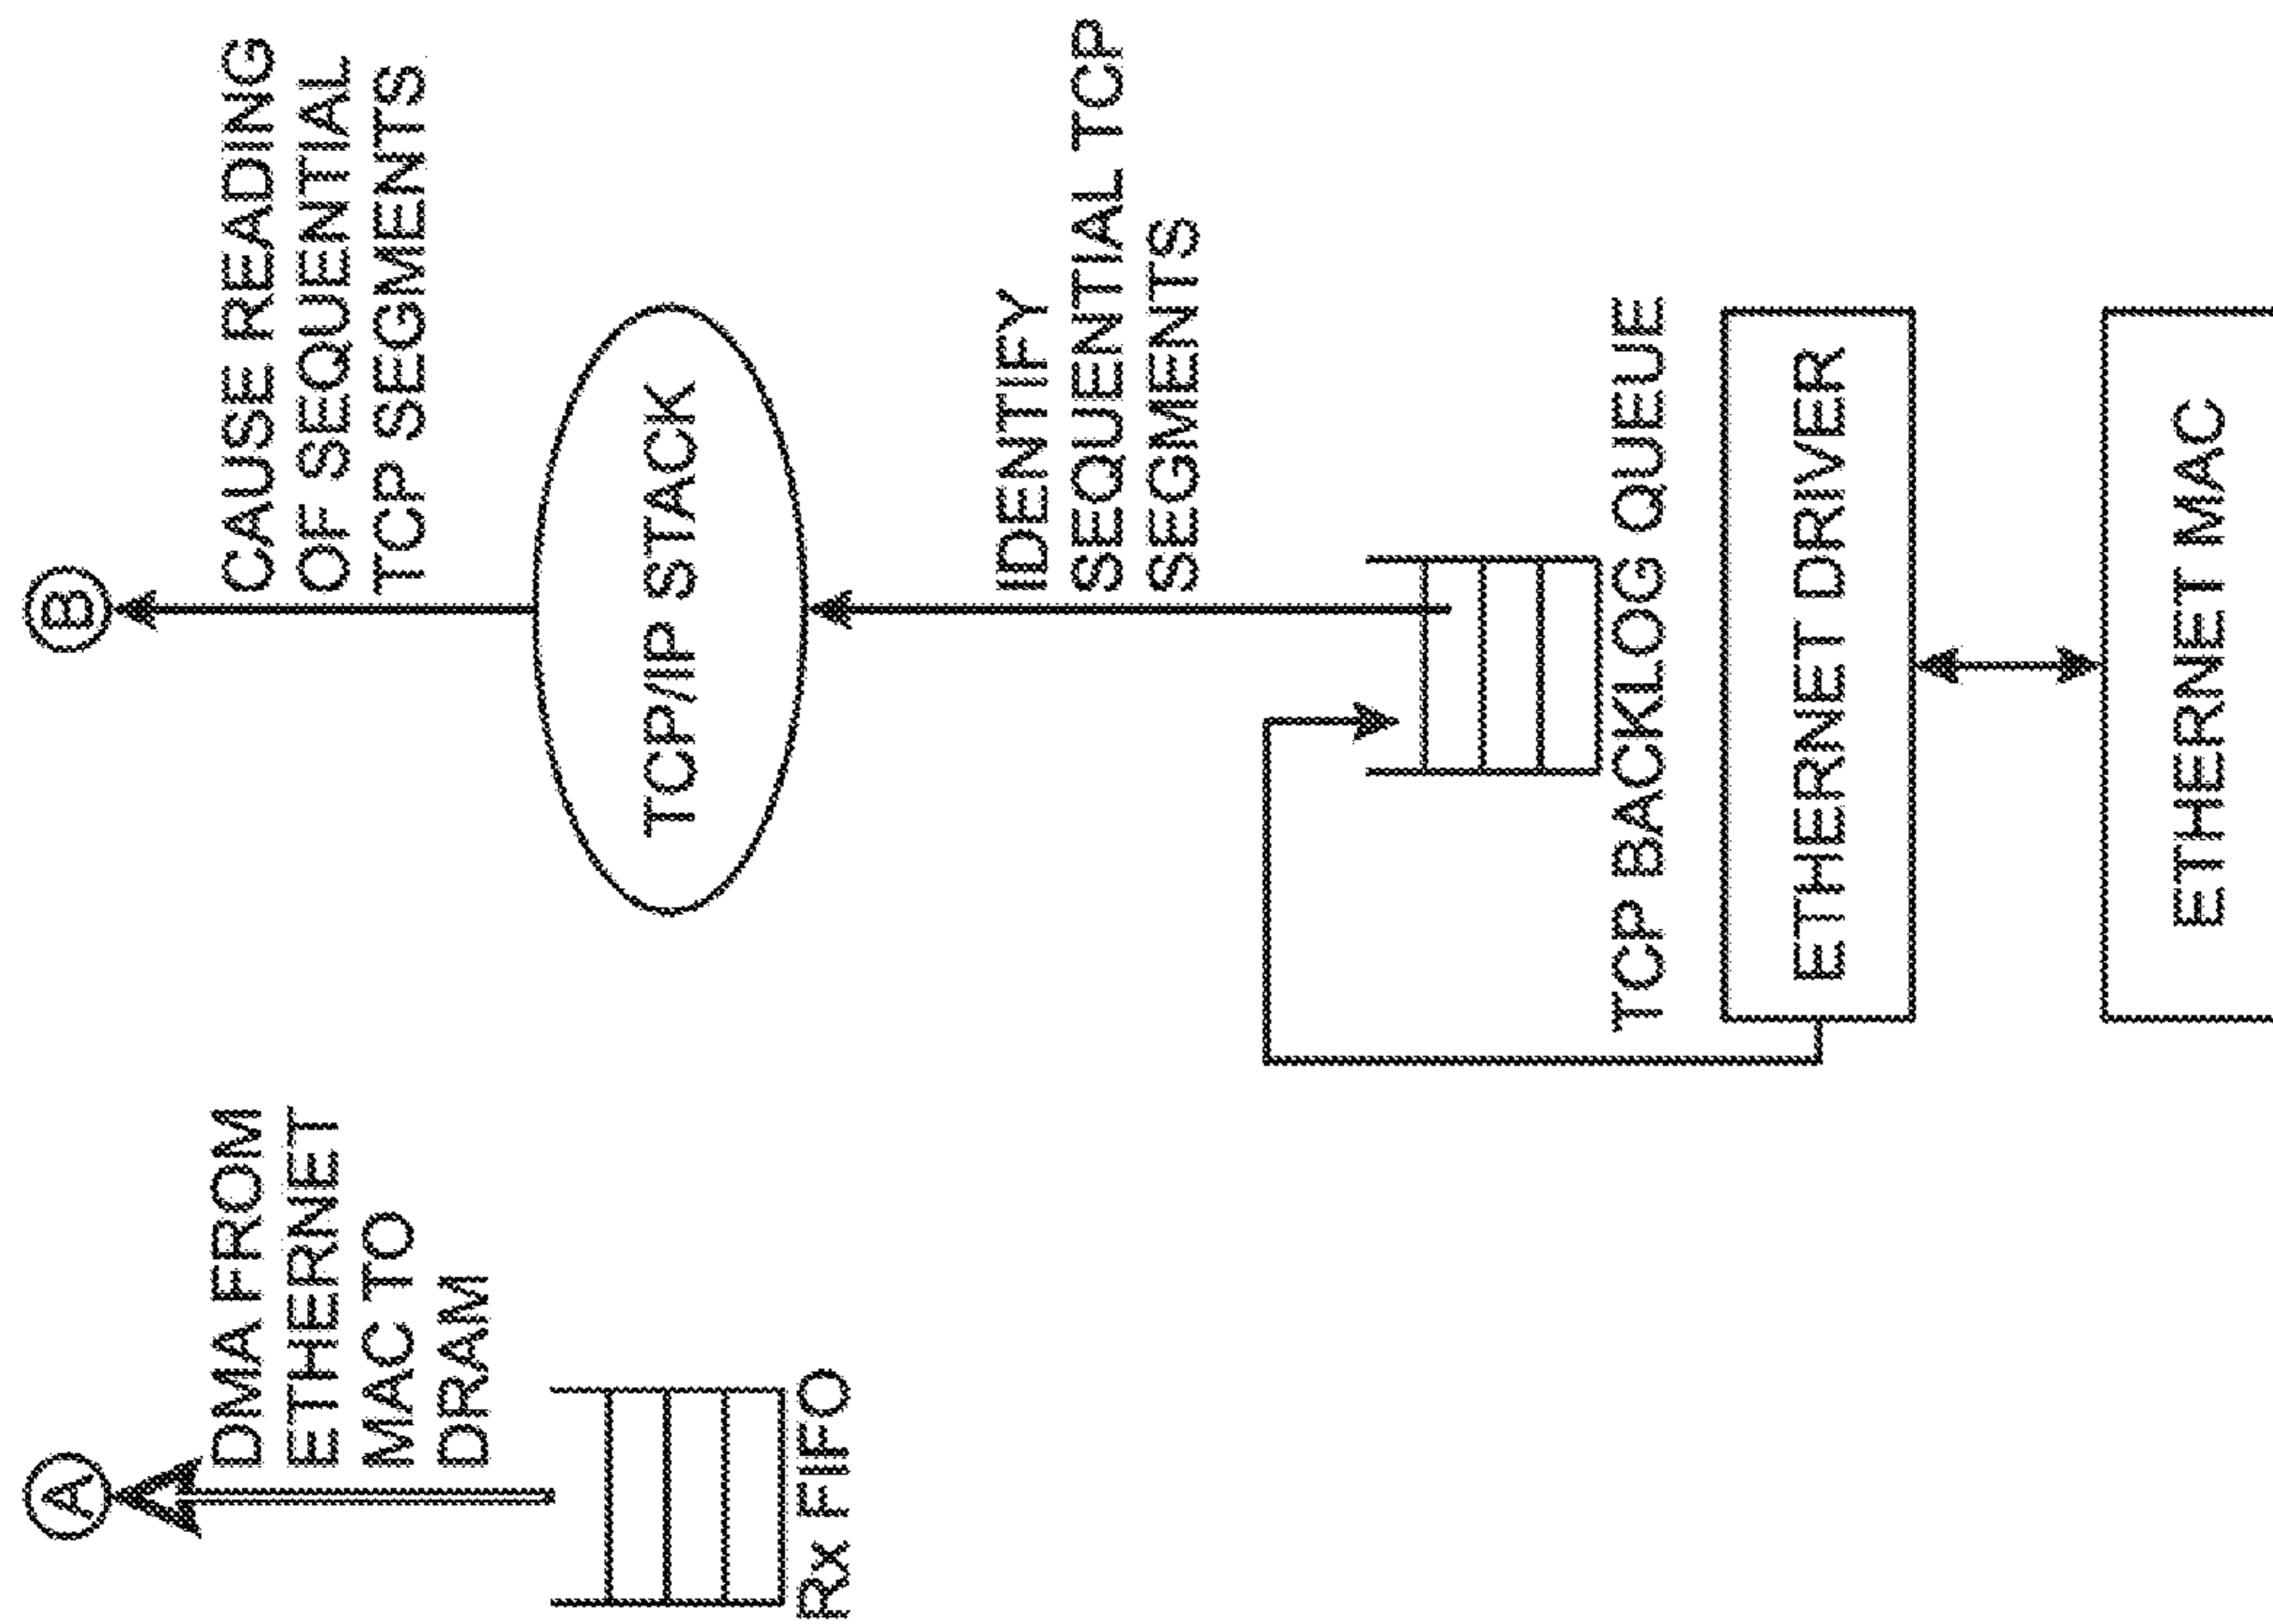 B
CAUSE READING
OF SEQUENTIAL
TCP SEGMENTS
TCP/IP STACK
IDENTIFY
SEQUENTIAL TCP
SEGMENTS
TCP BACKLOG QUEUE
ETHERNET DRIVER
ETHERNET MAC
A
DMA FROM
ETHERNET
MAC TO
DRAM
Rx FIFO